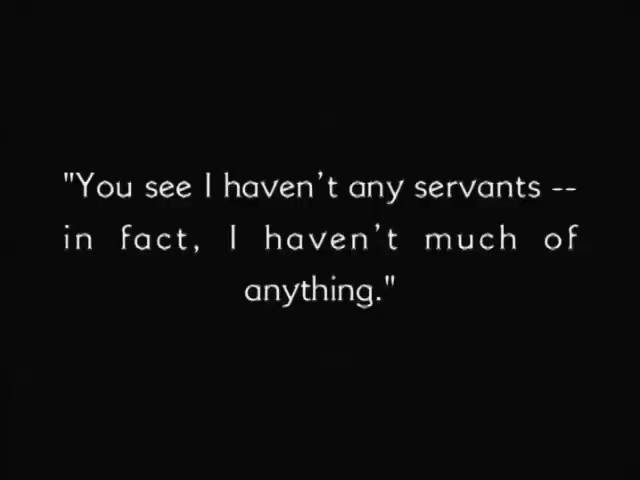 "You see I haven't any servants --
in fact, I haven't much of
anything."